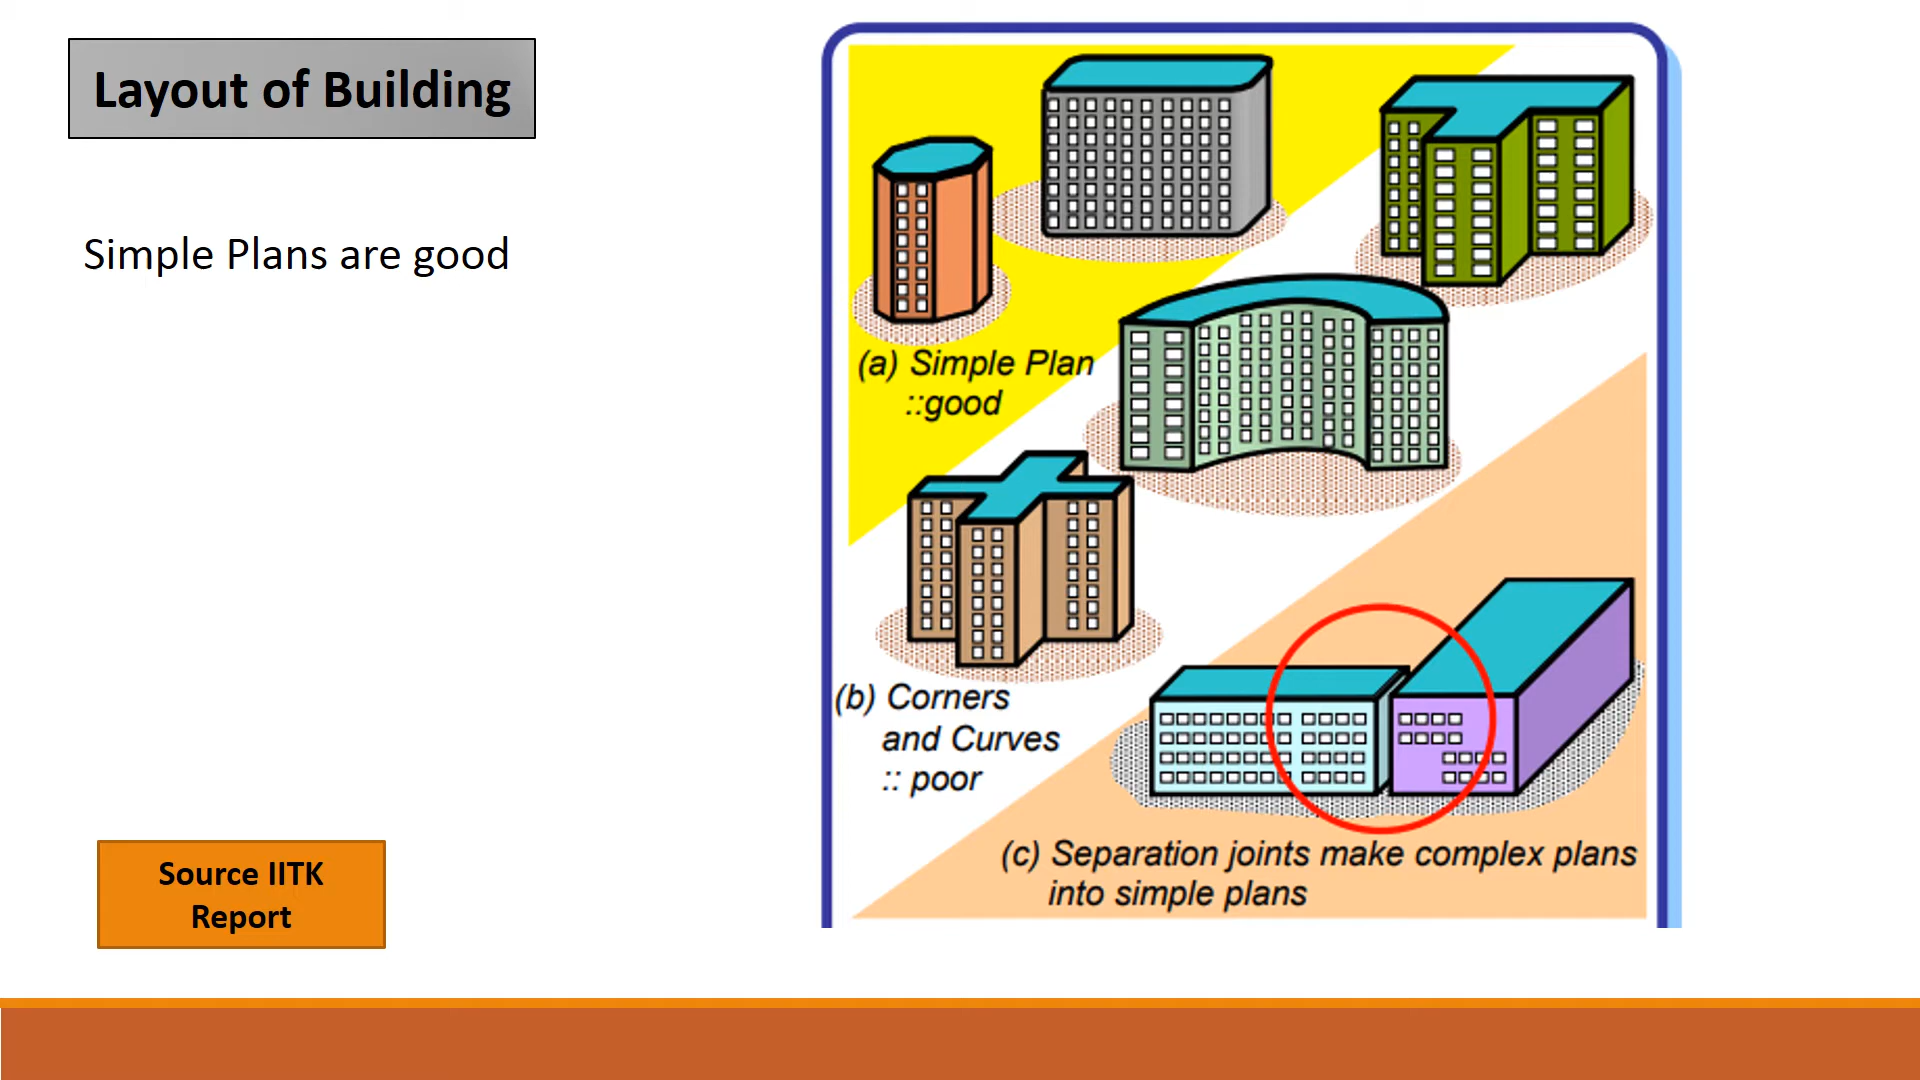 Layout of Building
Simple Plans are good
(a) Simple Plan
::good
(b) Corners
and Curves
:: poor
(c) Separation joints make complex plans
into simple plans
Source IITK
Report